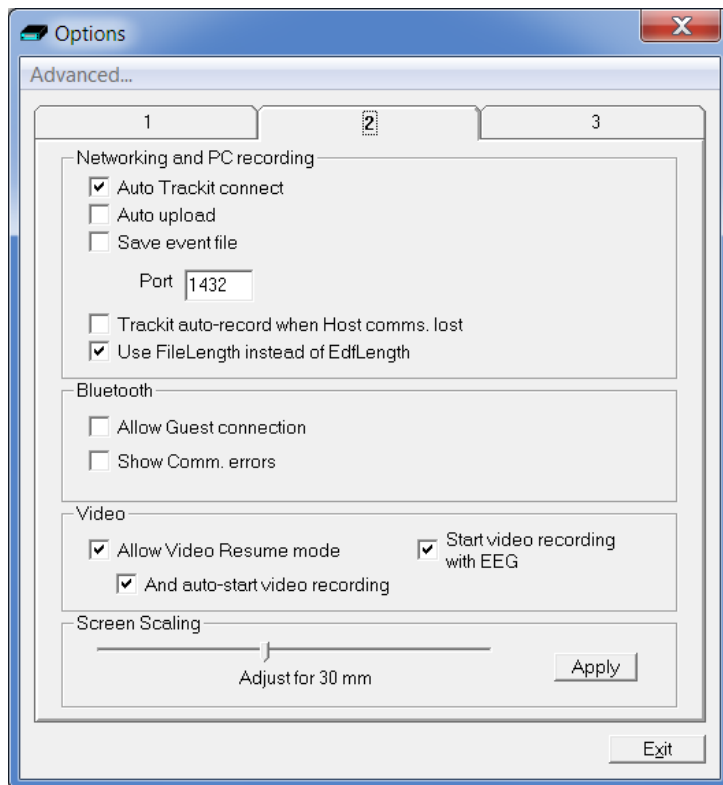 Options
X
Advanced...
1 2 3
Networking and PC recording
Auto Trackit connect
Auto upload
Save event file
Port 1432
Trackit auto-record when Host comms. lost
Use FileLength instead of EdfLength
Bluetooth
Allow Guest connection
Show Comm. errors
Video
Allow Video Resume mode
Start video recording
with EEG
And auto-start video recording
Screen Scaling
Adjust for 30 mm
Apply
Exit